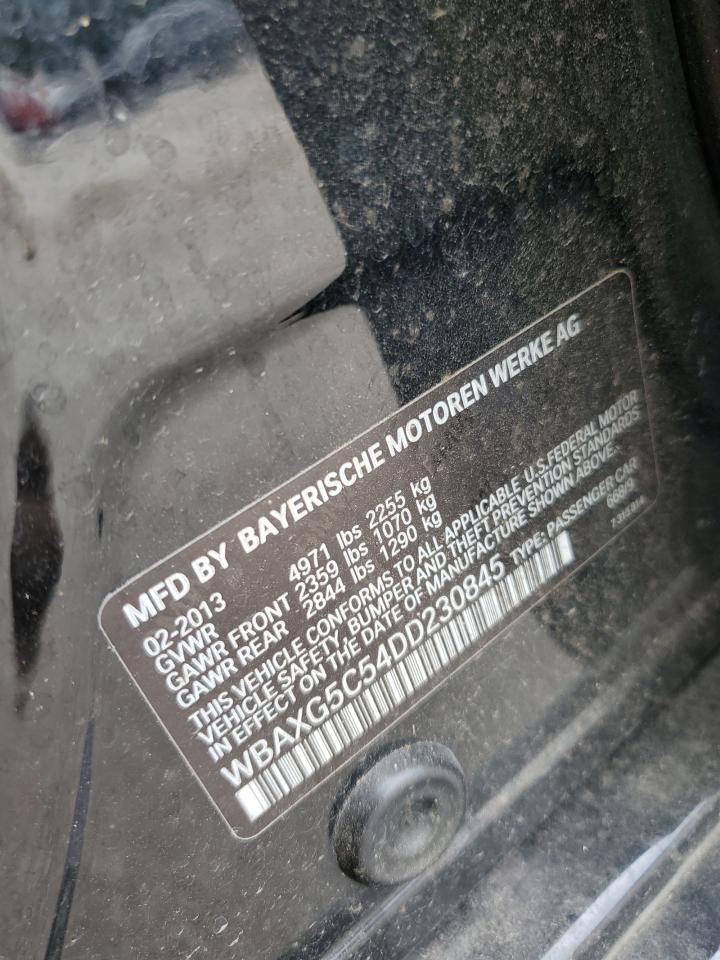 MFD BY BAYERISCHE MOTOREN WERKE AG
02-2013
GVWR 4971 lbs 2255 kg
GAWR FRONT 2359 lbs 1070 kg
GAWR REAR 2844 lbs 1290 kg
THIS VEHICLE CONFORMS TO ALL APPLICABLE U.S. FEDERAL MOTOR
VEHICLE SAFETY, BUMPER AND THEFT PREVENTION STANDARDS
IN EFFECT ON THE DATE OF MANUFACTURE SHOWN ABOVE.
WBAXG5C54DD230845 TYPE: PASSENGER CAR